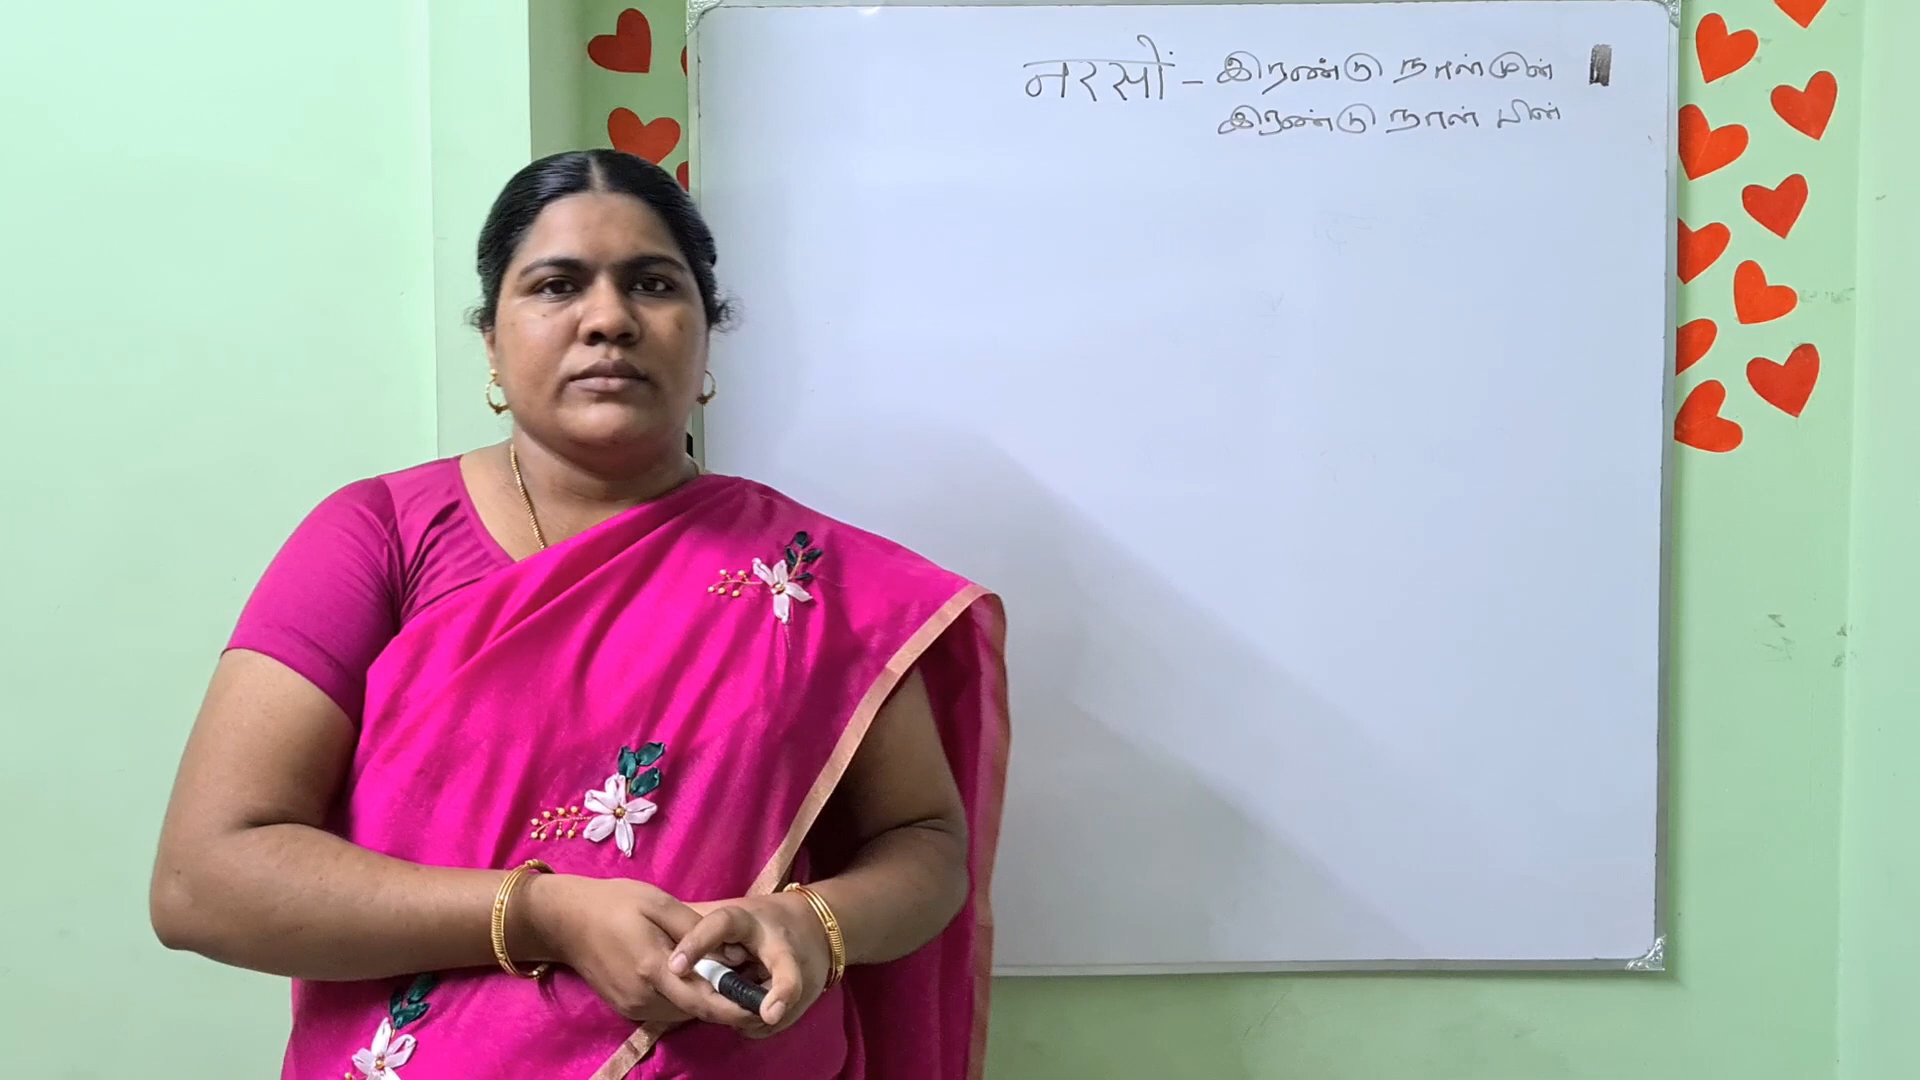 नरसों - இரண்டு நாள் முன்
இரண்டு நாள் பின்